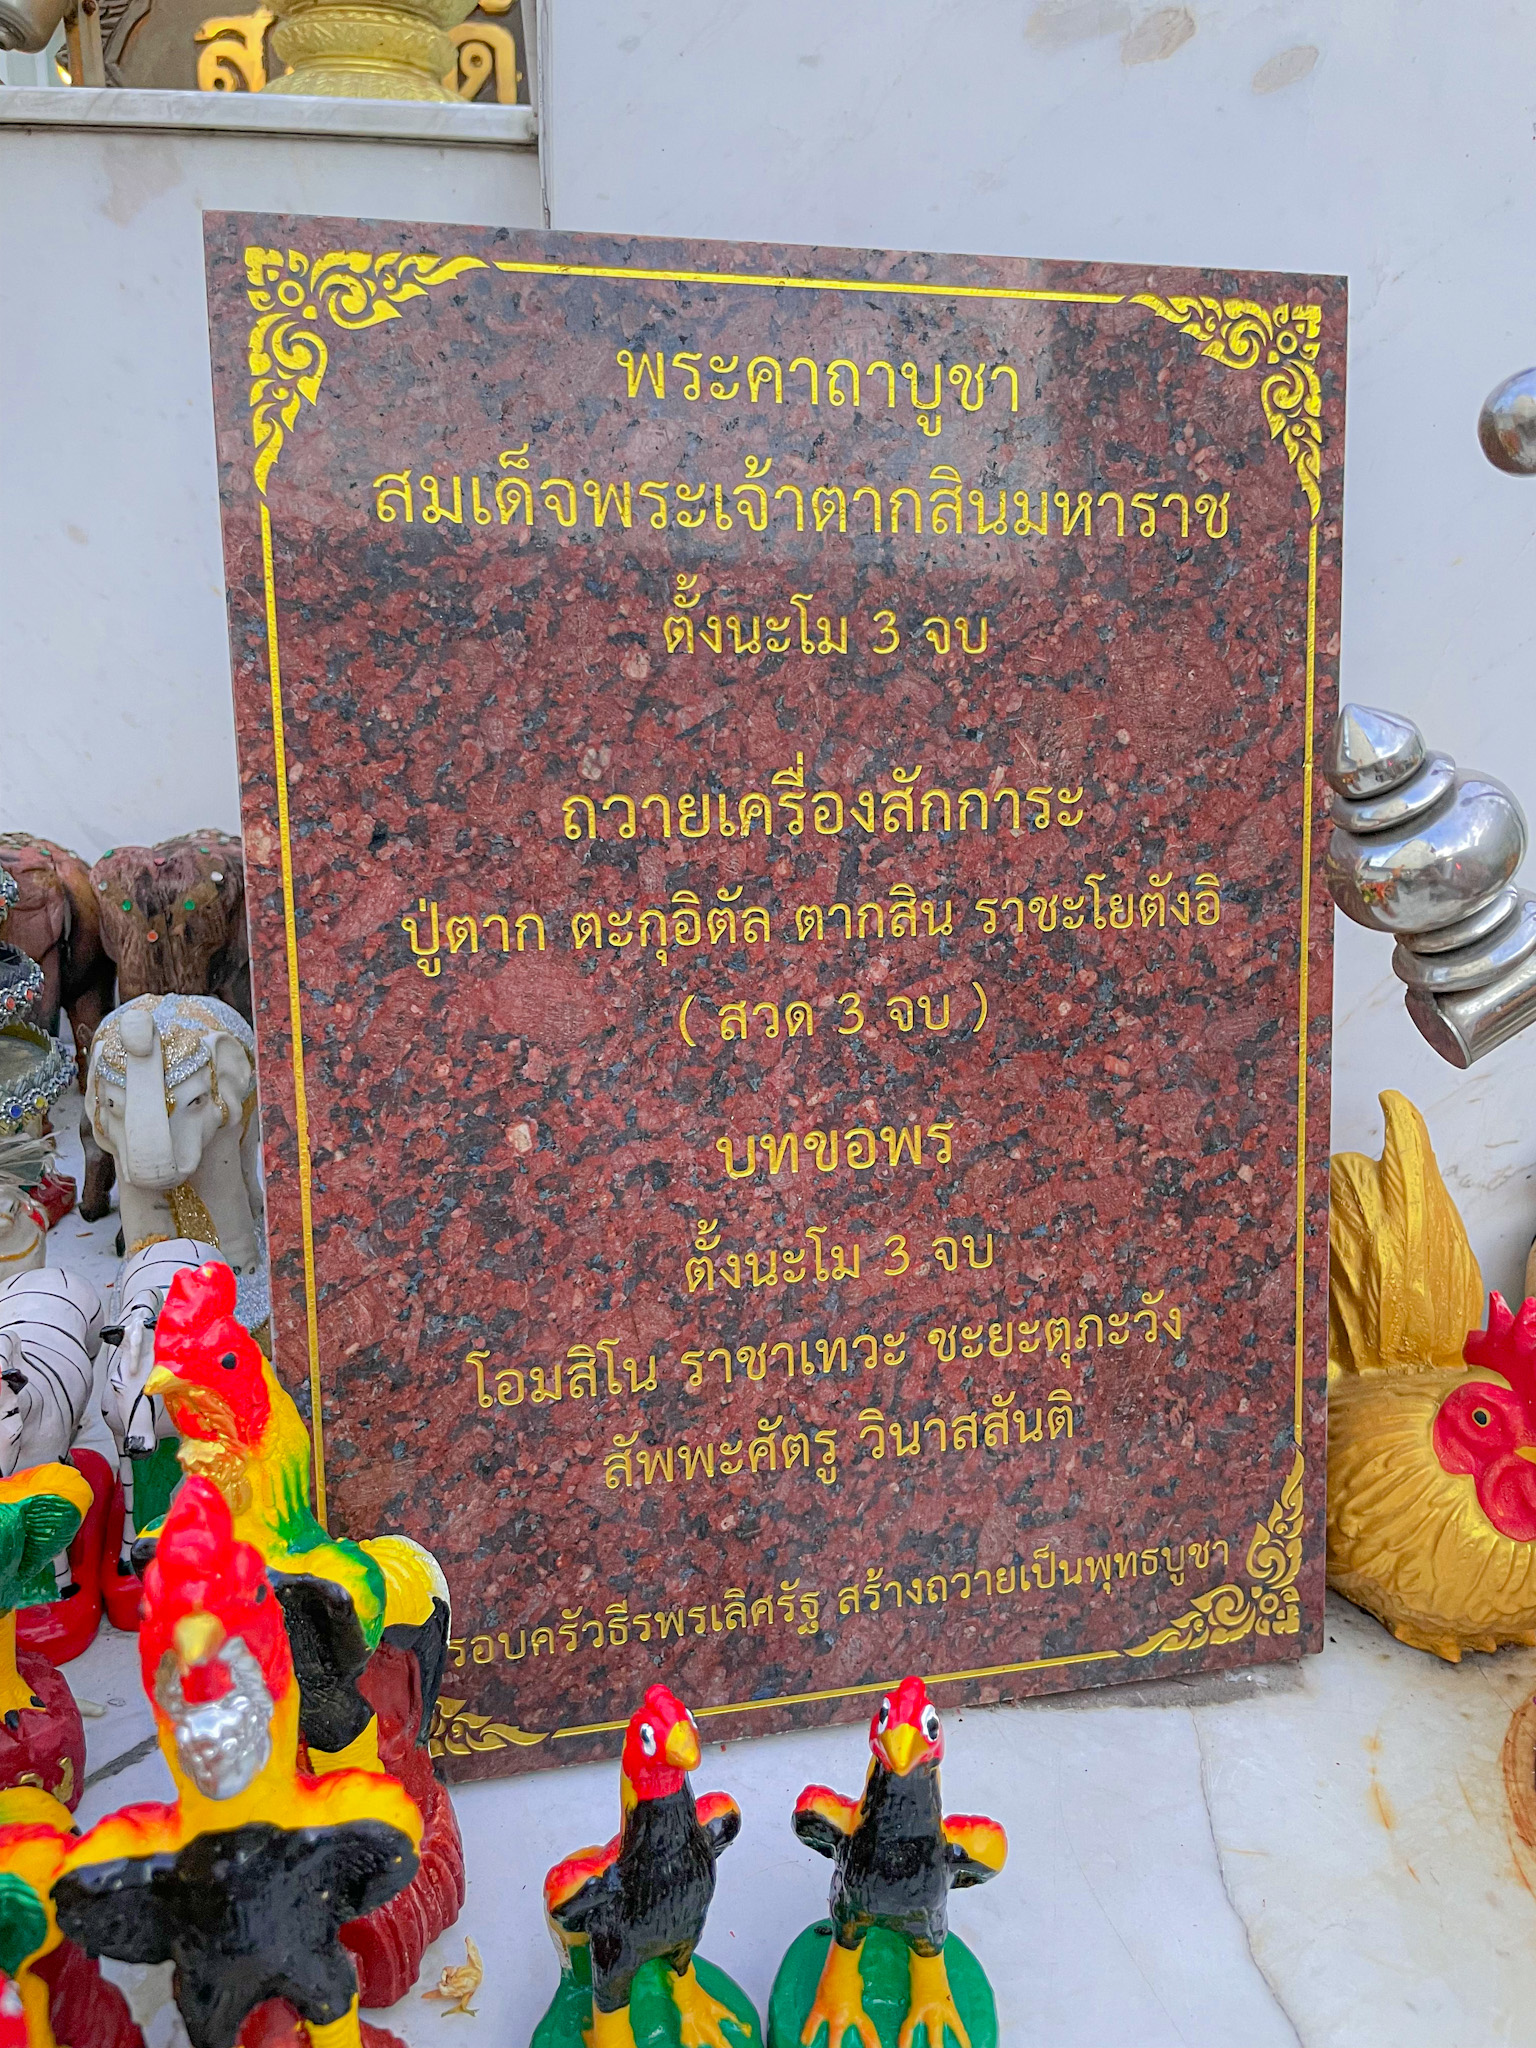 พระคาถาบูชา
สมเด็จพระเจ้าตากสินมหาราช
ตั้งนะโม 3 จบ
ถวายเครื่องสักการะ
ปู่ตาก ตะกุอิตัล ตากสิน ราชะโยตังอิ
( สวด 3 จบ )
บทขอพร
ตั้งนะโม 3 จบ
โอมสิโน ราชาเทวะ ชะยะตุภะวัง
สัพพะศัตรู วินาสสันติ
รอบครัวธีรพรเลิศรัฐ สร้างถวายเป็นพุทธบูชา